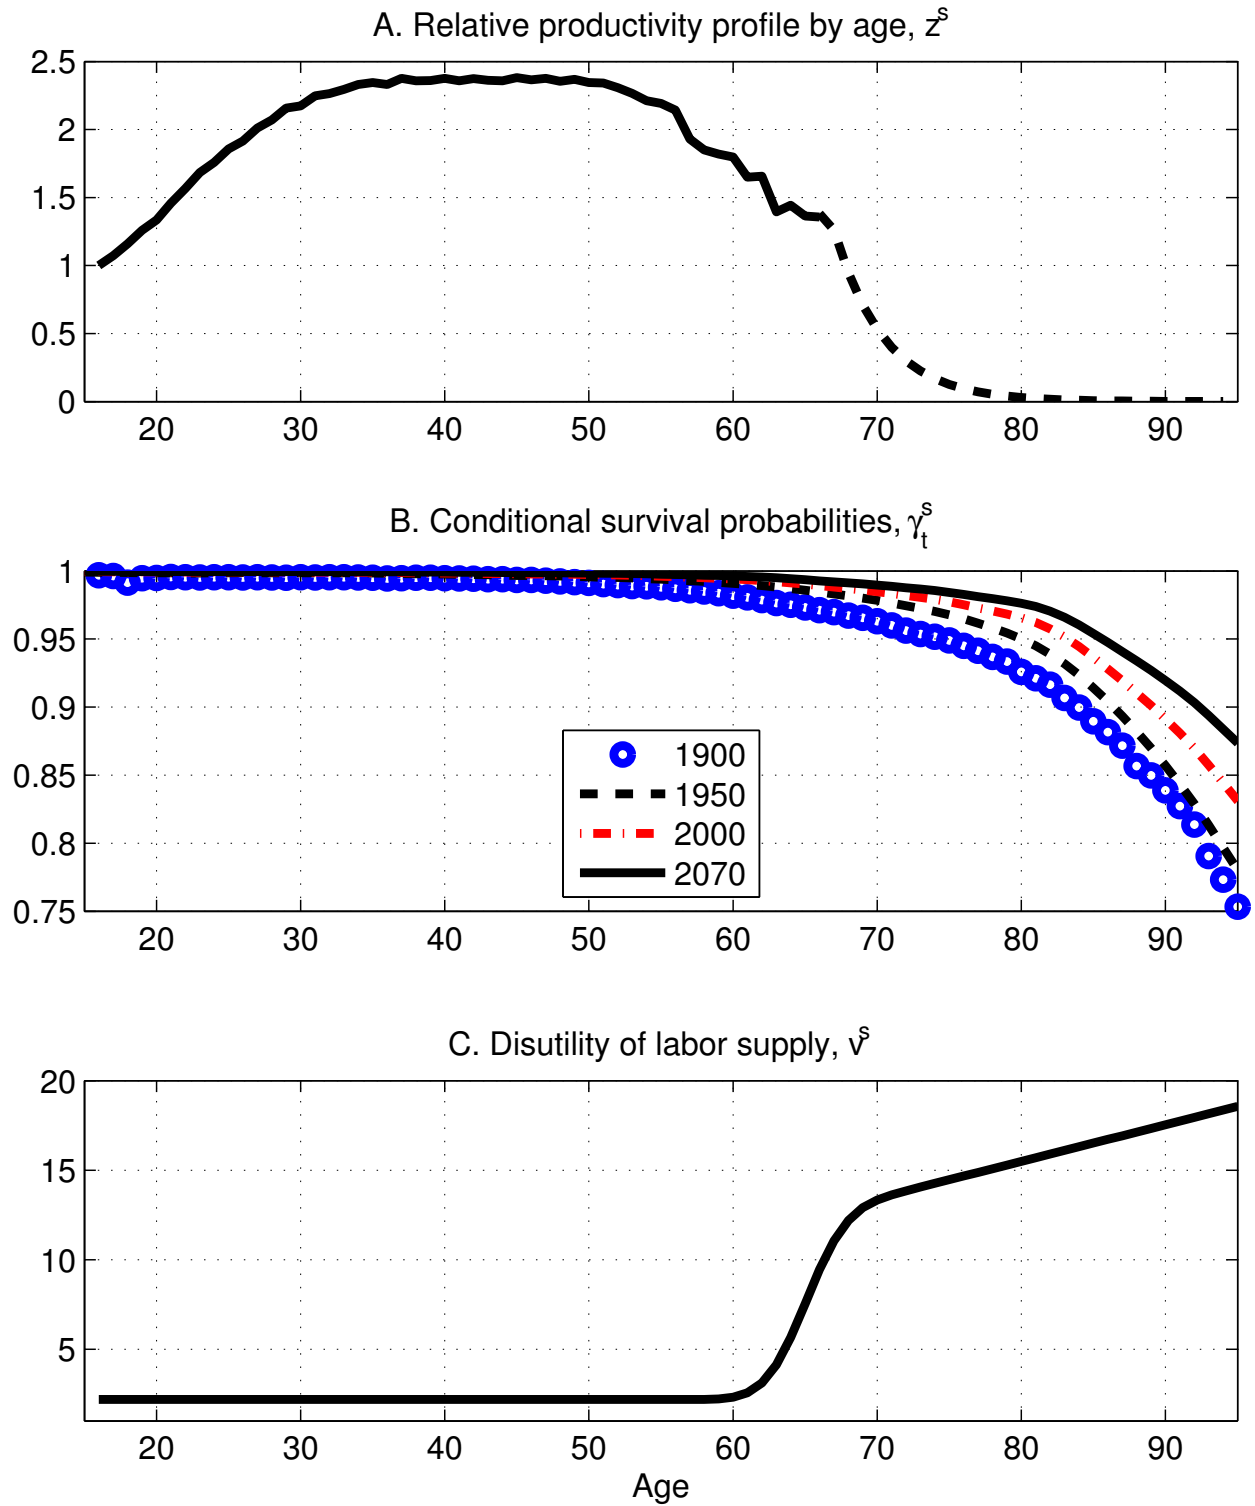 A. Relative productivity profile by age, z^s
2.5
2
1.5
1
0.5
0
20 30 40 50 60 70 80 90
B. Conditional survival probabilities, γ_t^s
1
0.95
0.9
0.85
0.8
0.75
1900
1950
2000
2070
20 30 40 50 60 70 80 90
C. Disutility of labor supply, v^s
20
15
10
5
20 30 40 50 60 70 80 90
Age